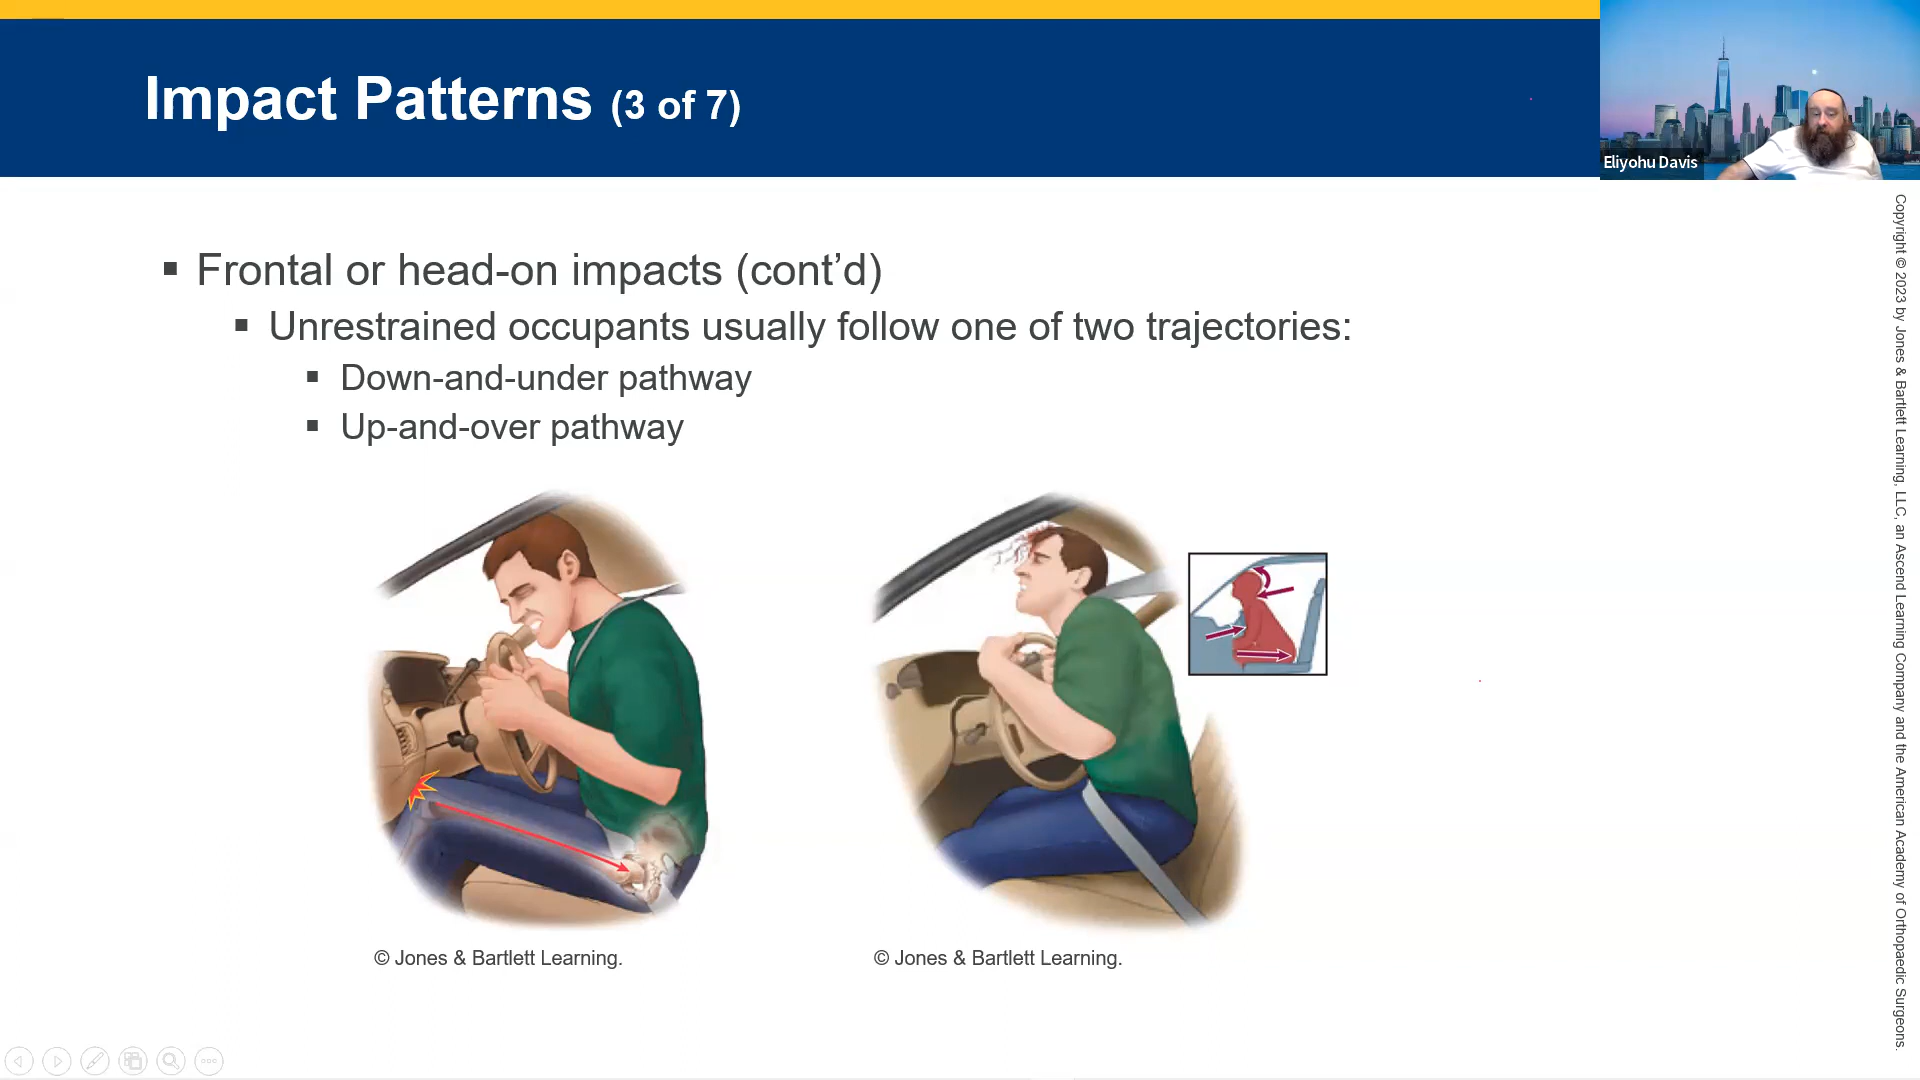 Impact Patterns (3 of 7)
Eliyohu Davis
▪ Frontal or head-on impacts (cont’d)
▪ Unrestrained occupants usually follow one of two trajectories:
▪ Down-and-under pathway
▪ Up-and-over pathway
© Jones & Bartlett Learning.
© Jones & Bartlett Learning.
Copyright © 2023 by Jones & Bartlett Learning, LLC, an Ascend Learning Company and the American Academy of Orthopaedic Surgeons.